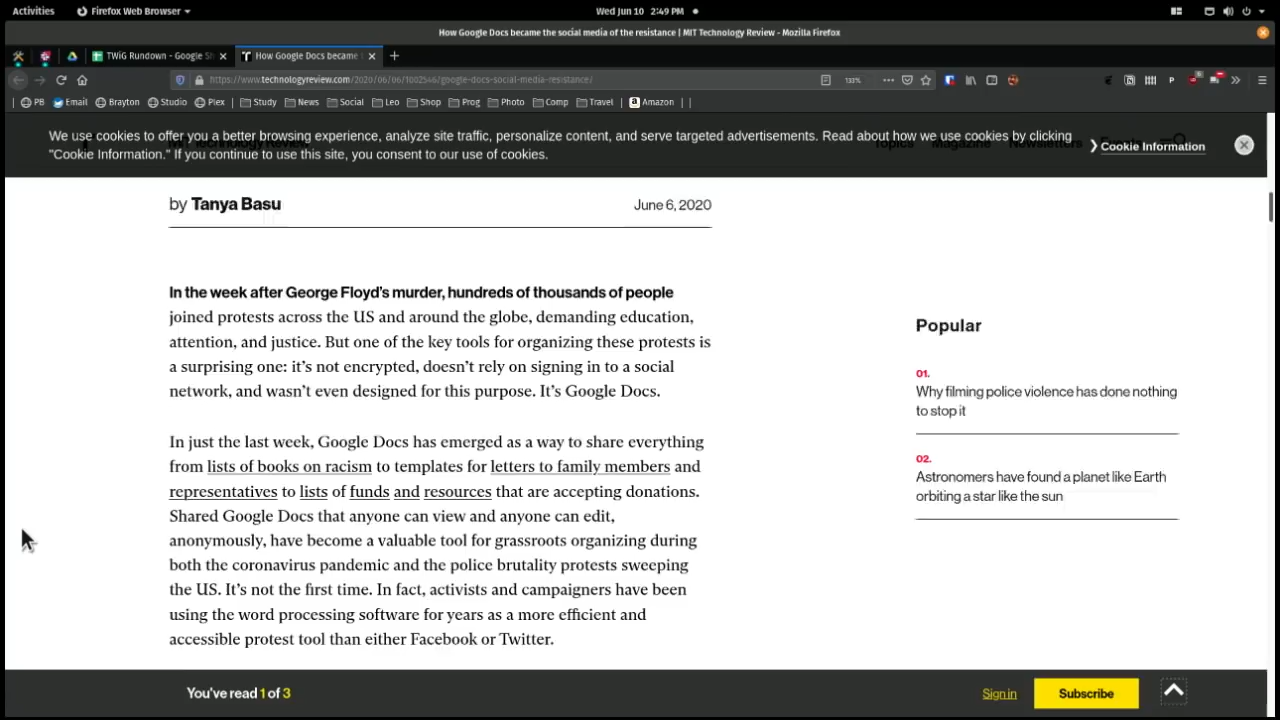 Activities
Firefox Web Browser
Wed Jun 10 2:49 PM
How Google Docs became the social media of the resistance | MIT Technology Review - Mozilla Firefox
TWiG Rundown - Google Sh
How Google Docs became
https://www.technologyreview.com/2020/06/06/1002546/google-docs-social-media-resistance/
132%
PB
Email
Brayton
Studio
Plex
Study
News
Social
Leo
Shop
Prog
Photo
Comp
Travel
Amazon
We use cookies to offer you a better browsing experience, analyze site traffic, personalize content, and serve targeted advertisements. Read about how we use cookies by clicking
"Cookie Information." If you continue to use this site, you consent to our use of cookies.
Cookie Information
MIT Technology Review
Topics
Magazine
Newsletters
Events
by Tanya Basu
June 6, 2020
In the week after George Floyd's murder, hundreds of thousands of people
joined protests across the US and around the globe, demanding education,
attention, and justice. But one of the key tools for organizing these protests is
a surprising one: it's not encrypted, doesn't rely on signing in to a social
network, and wasn't even designed for this purpose. It's Google Docs.
In just the last week, Google Docs has emerged as a way to share everything
from lists of books on racism to templates for letters to family members and
representatives to lists of funds and resources that are accepting donations.
Shared Google Docs that anyone can view and anyone can edit,
anonymously, have become a valuable tool for grassroots organizing during
both the coronavirus pandemic and the police brutality protests sweeping
the US. It's not the first time. In fact, activists and campaigners have been
using the word processing software for years as a more efficient and
accessible protest tool than either Facebook or Twitter.
Popular
01.
Why filming police violence has done nothing
to stop it
02.
Astronomers have found a planet like Earth
orbiting a star like the sun
You've read 1 of 3
Sign in
Subscribe